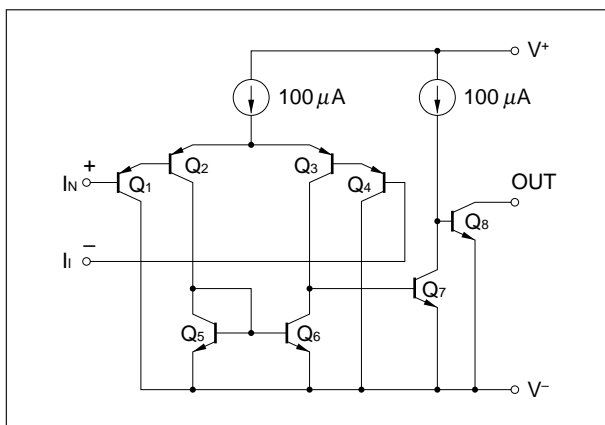 V+
100 μA 100 μA
+
IN Q1 Q2 Q3 Q4 OUT
Q8
−
II
Q7
Q5 Q6
V−